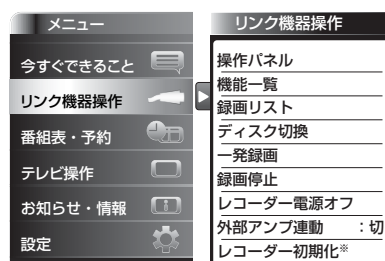 メニュー
今すぐできること
リンク機器操作
番組表・予約
テレビ操作
お知らせ・情報
設定
リンク機器操作
操作パネル
機能一覧
録画リスト
ディスク切換
一発録画
録画停止
レコーダー電源オフ
外部アンプ連動　：切
レコーダー初期化※